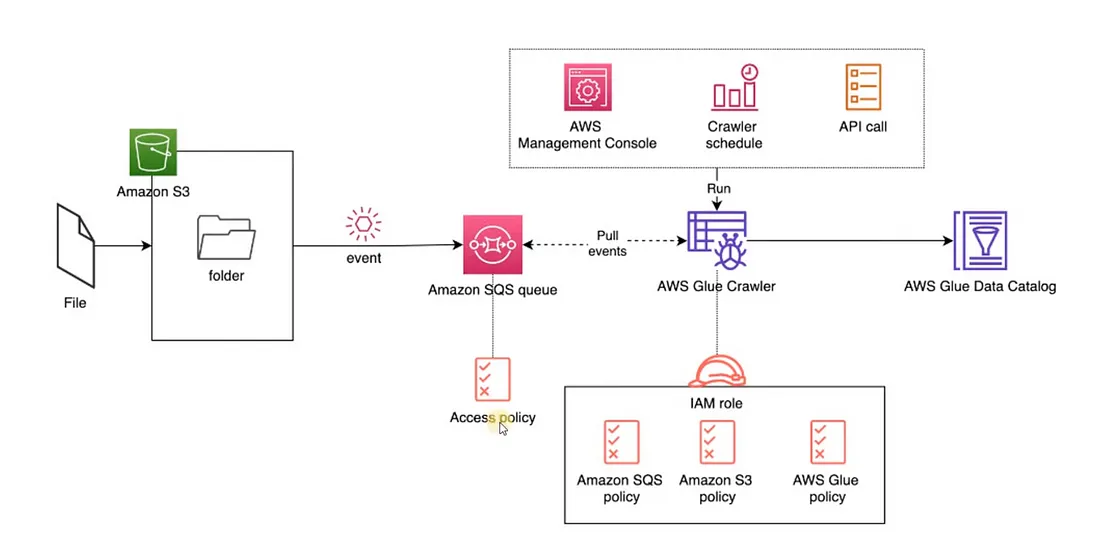 AWS
Management Console
Crawler
schedule
API call
Amazon S3
Run
folder
event
Pull
events
File
Amazon SQS queue
AWS Glue Crawler
AWS Glue Data Catalog
Access policy
IAM role
Amazon SQS
policy
Amazon S3
policy
AWS Glue
policy